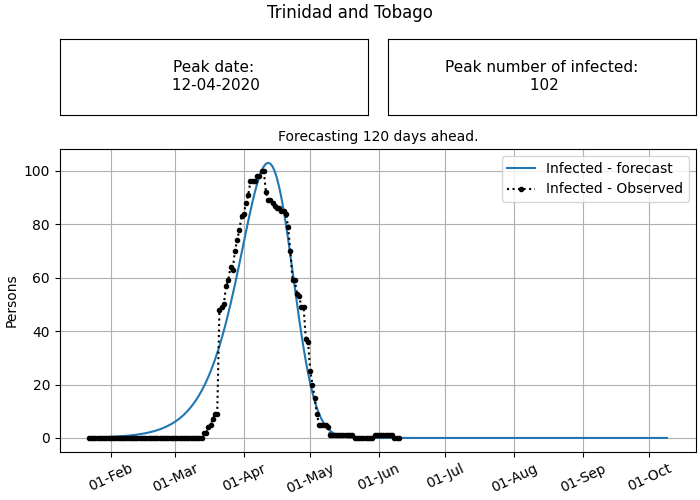 Trinidad and Tobago
Peak date:
12-04-2020
Peak number of infected:
102
Forecasting 120 days ahead.
Infected - forecast
Infected - Observed
Persons
100
80
60
40
20
0
01-Feb
01-Mar
01-Apr
01-May
01-Jun
01-Jul
01-Aug
01-Sep
01-Oct